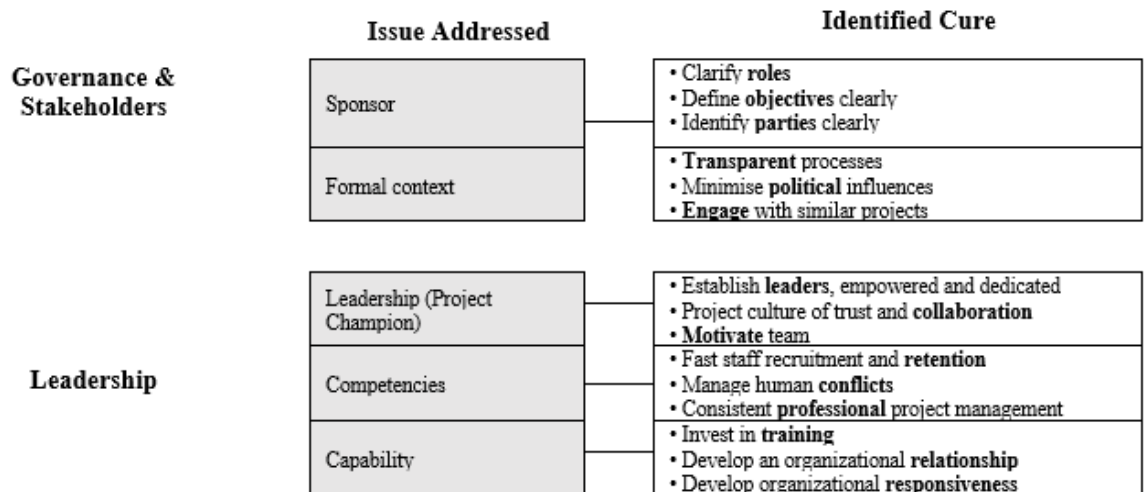 Issue Addressed
Identified Cure
Governance &
Stakeholders
Sponsor
• Clarify roles
• Define objectives clearly
• Identify parties clearly
Formal context
• Transparent processes
• Minimise political influences
• Engage with similar projects
Leadership
Leadership (Project
Champion)
• Establish leaders, empowered and dedicated
• Project culture of trust and collaboration
• Motivate team
Competencies
• Fast staff recruitment and retention
• Manage human conflicts
• Consistent professional project management
Capability
• Invest in training
• Develop an organizational relationship
• Develop organizational responsiveness